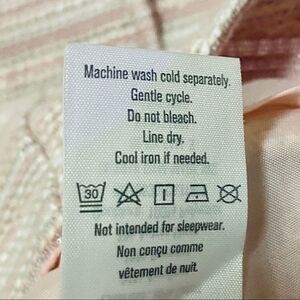 Machine wash cold separately.
Gentle cycle.
Do not bleach.
Line dry.
Cool iron if needed.
30
Not intended for sleepwear.
Non conçu comme
vêtement de nuit.